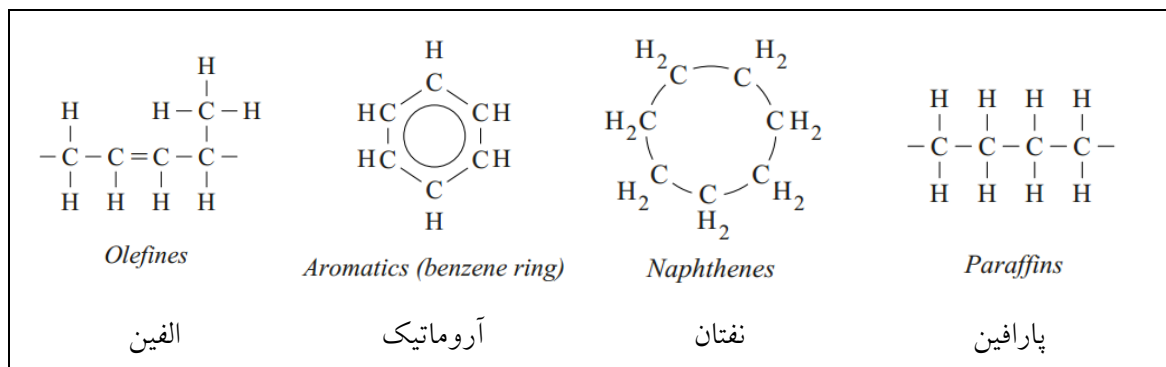 H
H H–C–H
–C–C=C–C–
H H H H
Olefines
الفین
H
C
HC CH
HC CH
C
H
Aromatics (benzene ring)
آروماتیک
H₂ H₂
C C
H₂C CH₂
C C
H₂ C H₂
H₂
Naphthenes
نفتان
H H H H
–C–C–C–C–
H H H H
Paraffins
پارافین